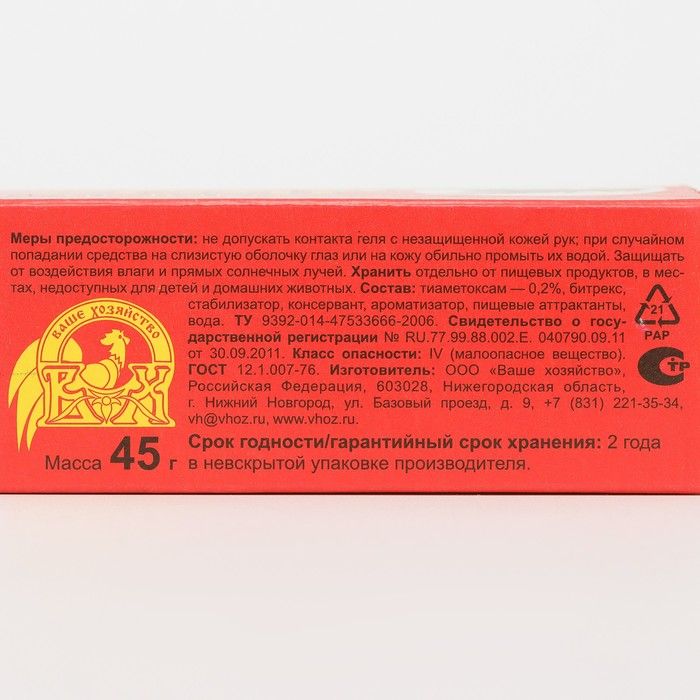 Меры предосторожности: не допускать контакта геля с незащищенной кожей рук; при случайном
попадании средства на слизистую оболочку глаз или на кожу обильно промыть их водой. Защищать
от воздействия влаги и прямых солнечных лучей. Хранить отдельно от пищевых продуктов, в мес-
тах, недоступных для детей и домашних животных. Состав: тиаметоксам — 0,2%, битрекс,
стабилизатор, консервант, ароматизатор, пищевые аттрактанты,
вода. ТУ 9392-014-47533666-2006. Свидетельство о госу-
дарственной регистрации № RU.77.99.88.002.Е. 040790.09.11
от 30.09.2011. Класс опасности: IV (малоопасное вещество).
ГОСТ 12.1.007-76. Изготовитель: ООО «Ваше хозяйство»,
Российская Федерация, 603028, Нижегородская область,
г. Нижний Новгород, ул. Базовый проезд, д. 9, +7 (831) 221-35-34,
vh@vhoz.ru, www.vhoz.ru.
Срок годности/гарантийный срок хранения: 2 года
в невскрытой упаковке производителя.
ВАШЕ ХОЗЯЙСТВО
В Х
Масса 45 г
21
PAP
СТР